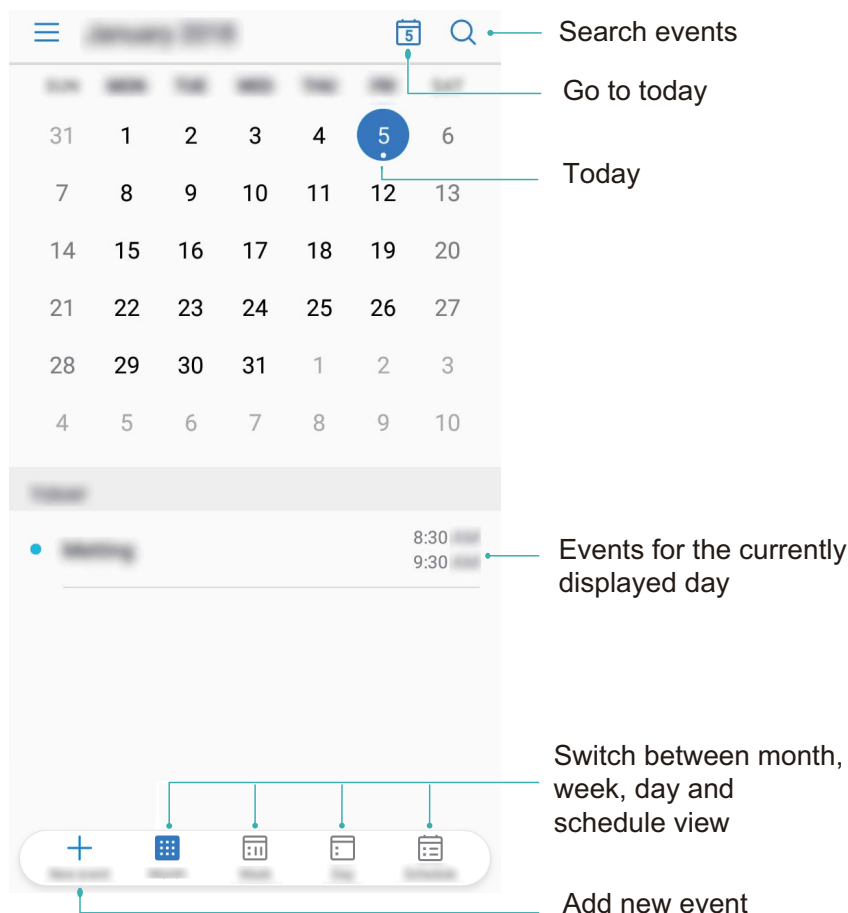 5
Search events
Go to today
31 1 2 3 4 5 6
Today
7 8 9 10 11 12 13
14 15 16 17 18 19 20
21 22 23 24 25 26 27
28 29 30 31 1 2 3
4 5 6 7 8 9 10
8:30
9:30
Events for the currently
displayed day
Switch between month,
week, day and
schedule view
Add new event